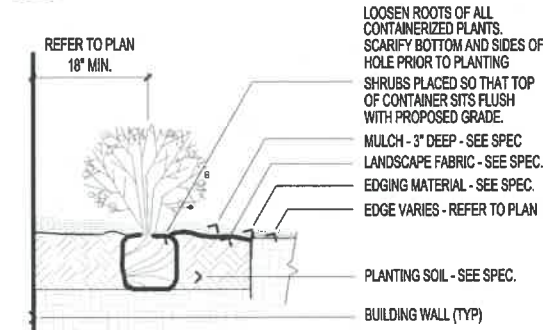 REFER TO PLAN
18" MIN.
LOOSEN ROOTS OF ALL
CONTAINERIZED PLANTS.
SCARIFY BOTTOM AND SIDES OF
HOLE PRIOR TO PLANTING
SHRUBS PLACED SO THAT TOP
OF CONTAINER SITS FLUSH
WITH PROPOSED GRADE.
MULCH - 3" DEEP - SEE SPEC
LANDSCAPE FABRIC - SEE SPEC.
EDGING MATERIAL - SEE SPEC.
EDGE VARIES - REFER TO PLAN
PLANTING SOIL - SEE SPEC.
BUILDING WALL (TYP)